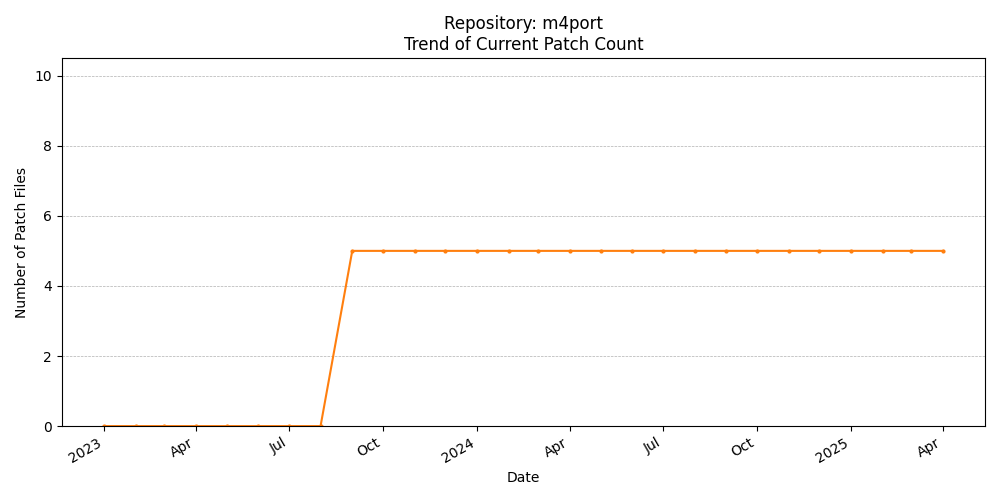 Repository: m4port
Trend of Current Patch Count
Number of Patch Files
10
8
6
4
2
0
2023 Apr Jul Oct 2024 Apr Jul Oct 2025 Apr
Date